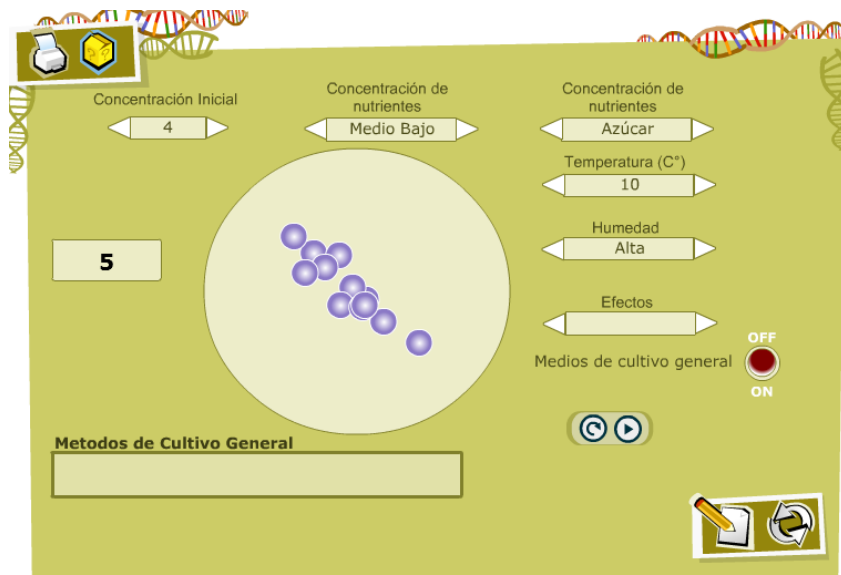 Concentración Inicial
4
Concentración de
nutrientes
Medio Bajo
Concentración de
nutrientes
Azúcar
Temperatura (C°)
10
Humedad
Alta
5
Efectos
OFF
Medios de cultivo general
ON
Metodos de Cultivo General